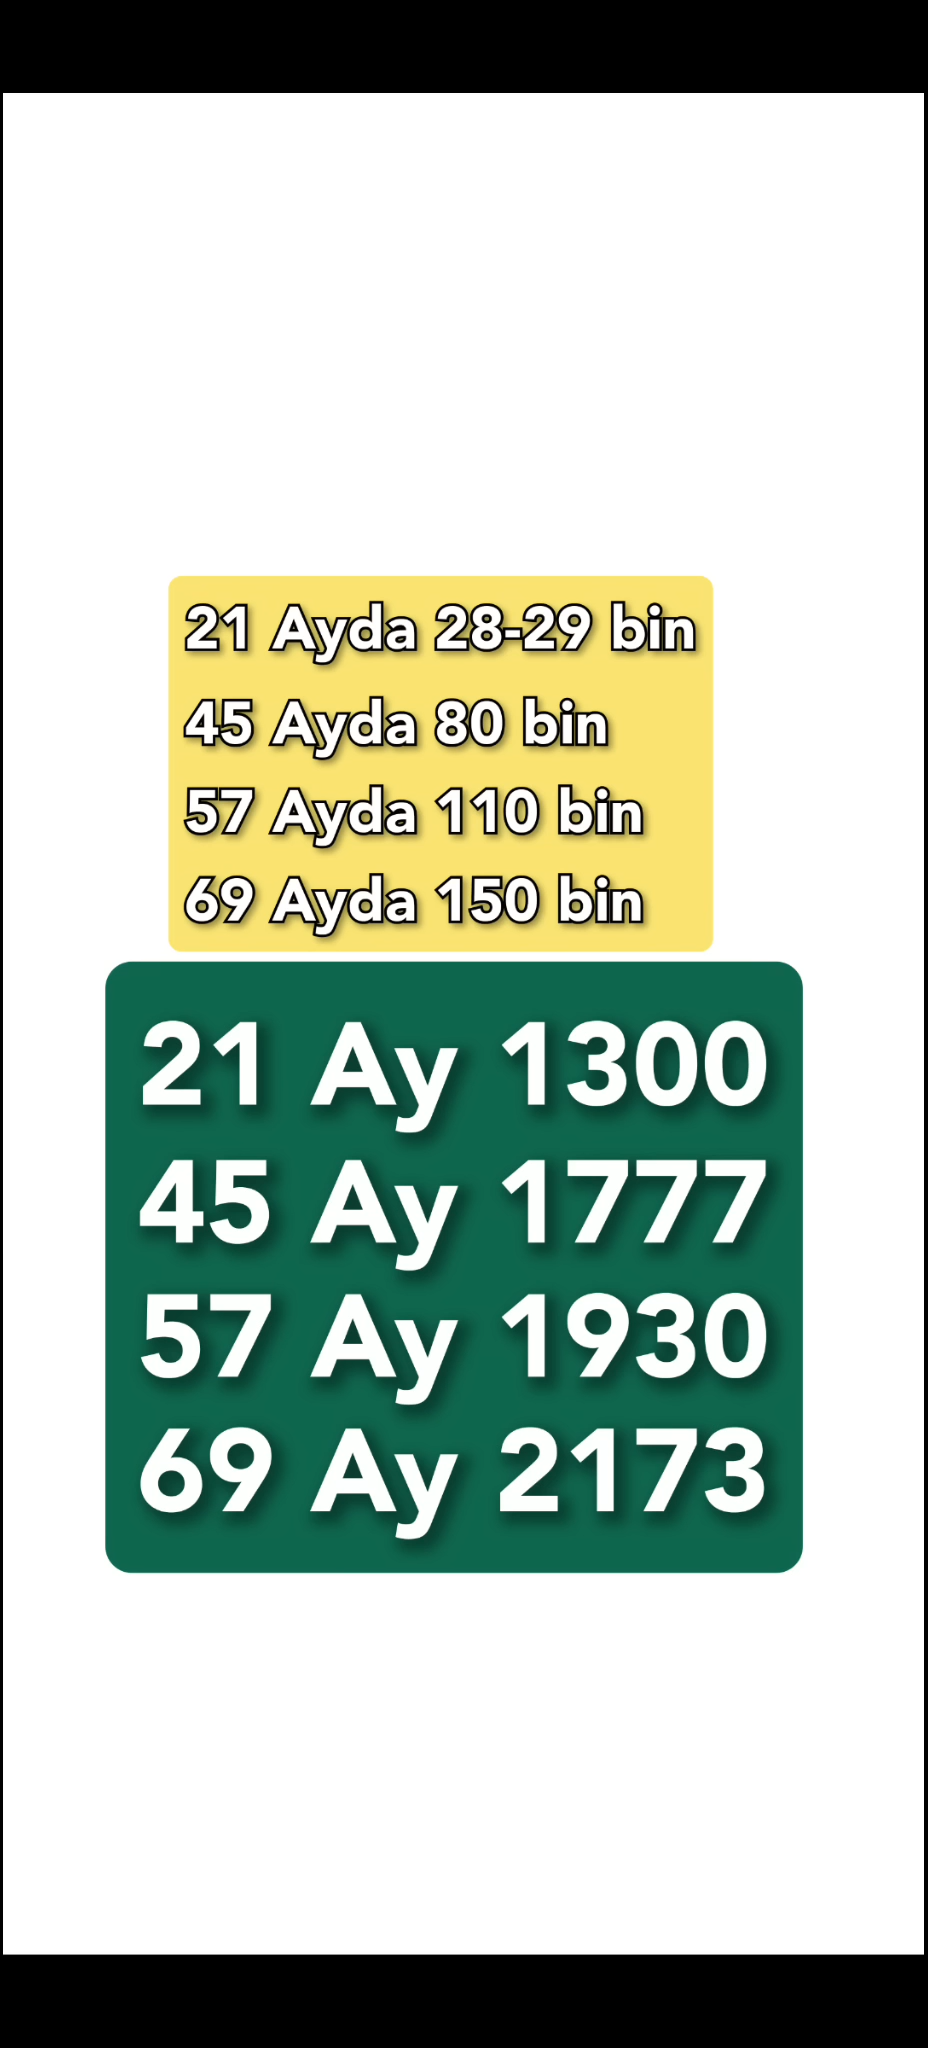 21 Ayda 28-29 bin
45 Ayda 80 bin
57 Ayda 110 bin
69 Ayda 150 bin
21 Ay 1300
45 Ay 1777
57 Ay 1930
69 Ay 2173